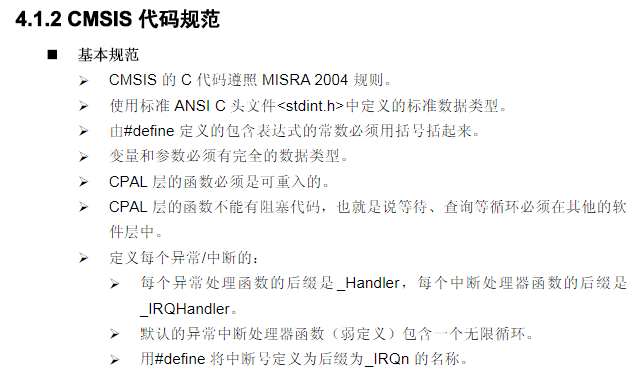 4.1.2 CMSIS 代码规范
■ 基本规范
➢ CMSIS 的 C 代码遵照 MISRA 2004 规则。
➢ 使用标准 ANSI C 头文件<stdint.h>中定义的标准数据类型。
➢ 由#define 定义的包含表达式的常数必须用括号括起来。
➢ 变量和参数必须有完全的数据类型。
➢ CPAL 层的函数必须是可重入的。
➢ CPAL 层的函数不能有阻塞代码，也就是说等待、查询等循环必须在其他的软
件层中。
➢ 定义每个异常/中断的：
➢ 每个异常处理函数的后缀是_Handler，每个中断处理器函数的后缀是
_IRQHandler。
➢ 默认的异常中断处理器函数（弱定义）包含一个无限循环。
➢ 用#define 将中断号定义为后缀为_IRQn 的名称。